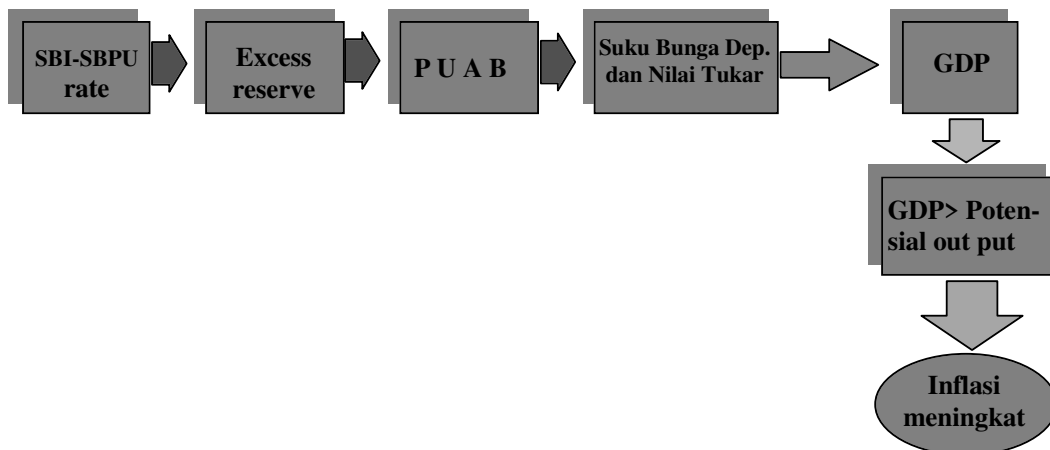 SBI-SBPU
rate
Excess
reserve
P U A B
Suku Bunga Dep.
dan Nilai Tukar
GDP
GDP> Poten-
sial out put
Inflasi
meningkat